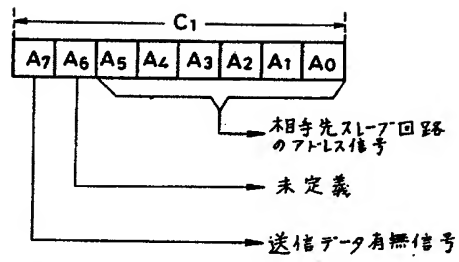 C1
A7 A6 A5 A4 A3 A2 A1 A0
相手先スレーブ回路
のアドレス信号
未定義
送信データ有無信号